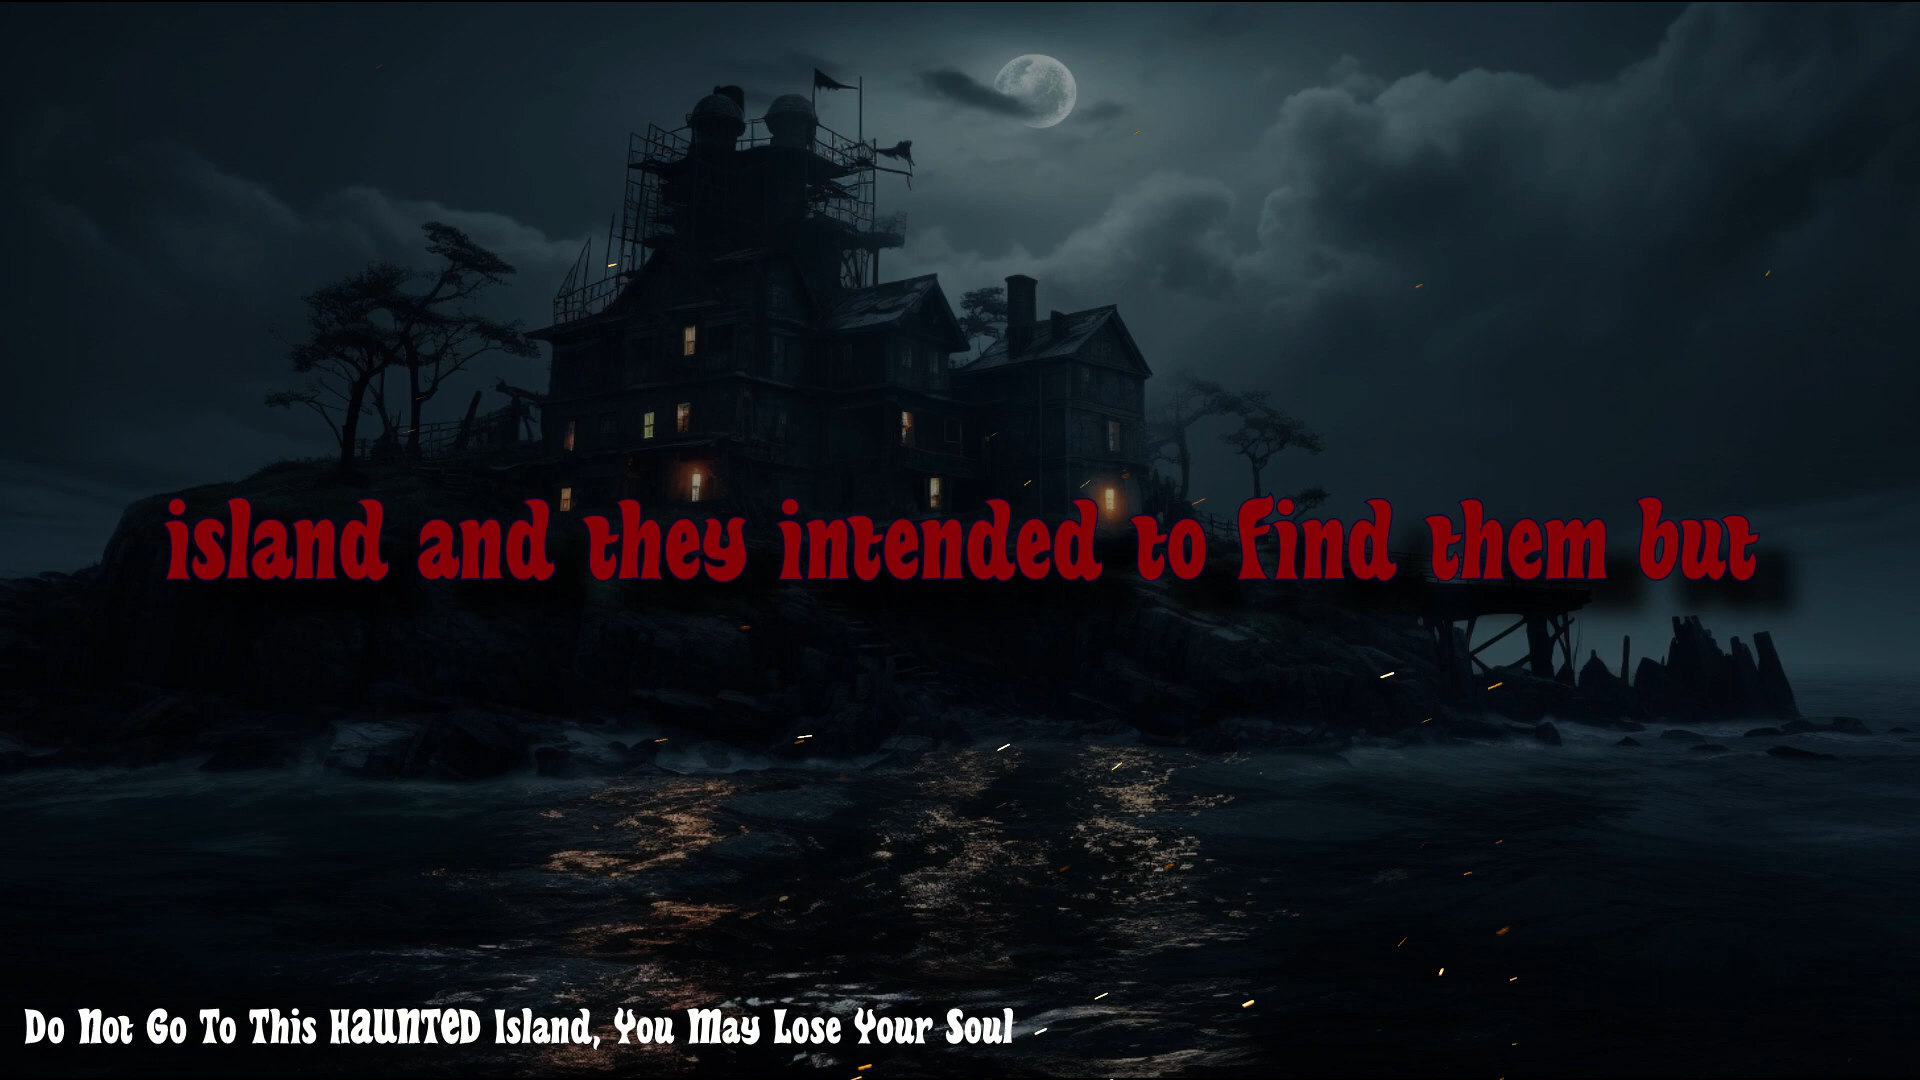 island and they intended to find them but
Do Not Go To This HAUNTED Island, You May Lose Your Soul